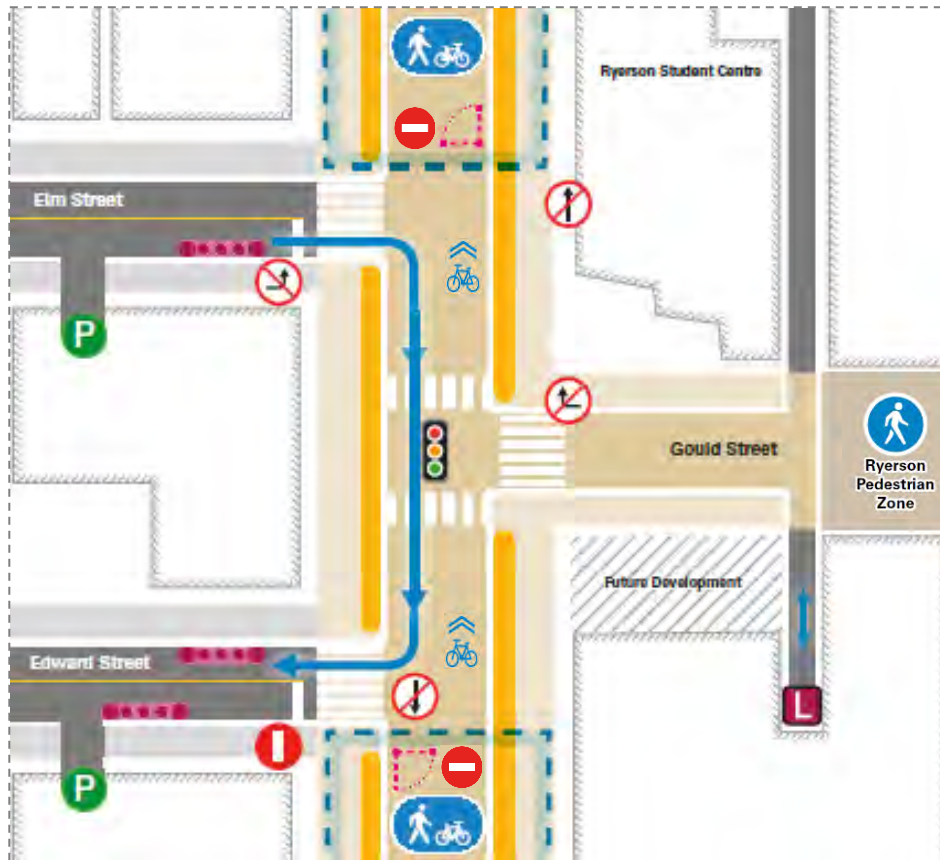 Ryerson Student Centre
Elm Street
P
Gould Street
Ryerson
Pedestrian
Zone
Future Development
Edward Street
L
P